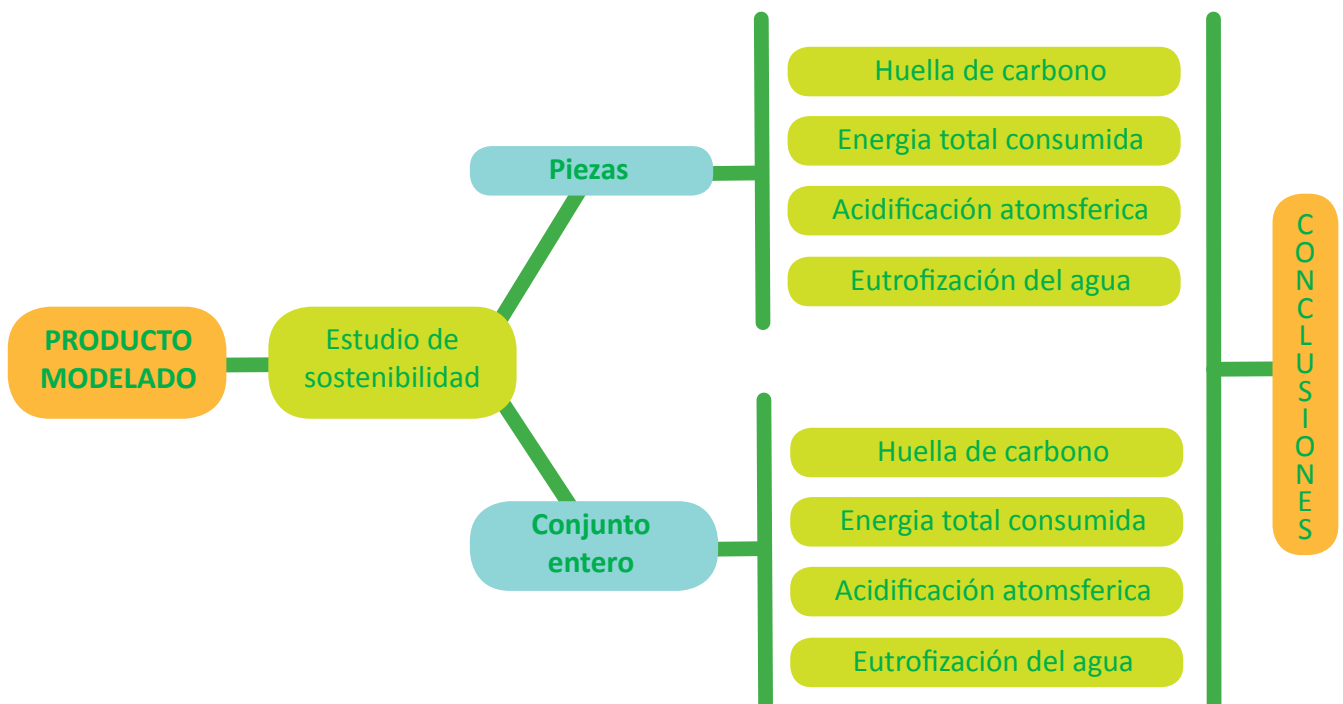 PRODUCTO
MODELADO
Estudio de
sostenibilidad
Piezas
Huella de carbono
Energia total consumida
Acidificación atomsferica
Eutrofización del agua
Conjunto
entero
Huella de carbono
Energia total consumida
Acidificación atomsferica
Eutrofización del agua
CONCLUSIONES